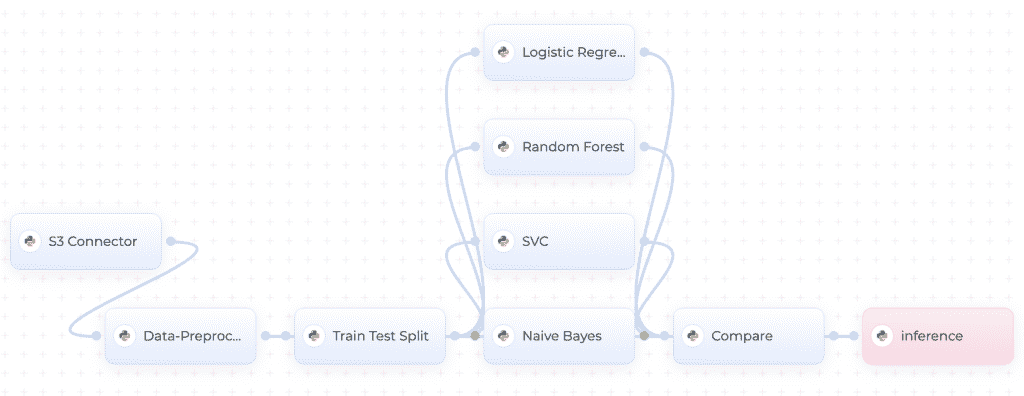 Logistic Regre...
Random Forest
S3 Connector
SVC
Data-Preproc...
Train Test Split
Naive Bayes
Compare
inference